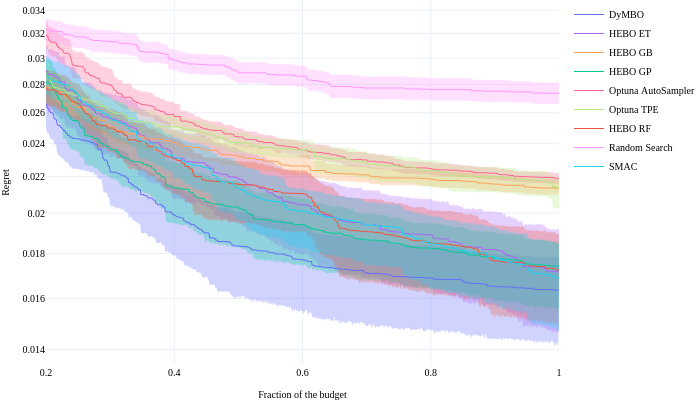 0.034
0.032
0.03
0.028
0.026
0.024
0.022
0.02
0.018
0.016
0.014
Regret
0.2
0.4
0.6
0.8
1
Fraction of the budget
DyMBO
HEBO ET
HEBO GB
HEBO GP
Optuna AutoSampler
Optuna TPE
HEBO RF
Random Search
SMAC